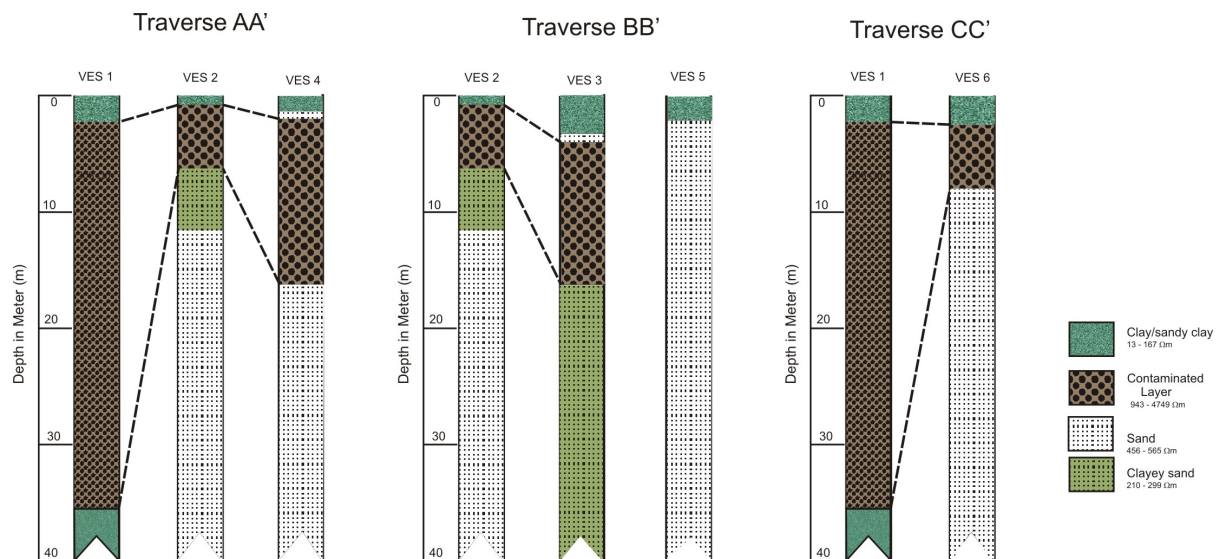 Traverse AA’
Traverse BB’
Traverse CC’
VES 1
VES 2
VES 4
VES 2
VES 3
VES 5
VES 1
VES 6
0
10
20
30
40
Depth in Meter (m)
0
10
20
30
40
Depth in Meter (m)
0
10
20
30
40
Depth in Meter (m)
Clay/sandy clay
13 - 167 Ωm
Contaminated
Layer
943 - 4749 Ωm
Sand
456 - 565 Ωm
Clayey sand
210 - 299 Ωm